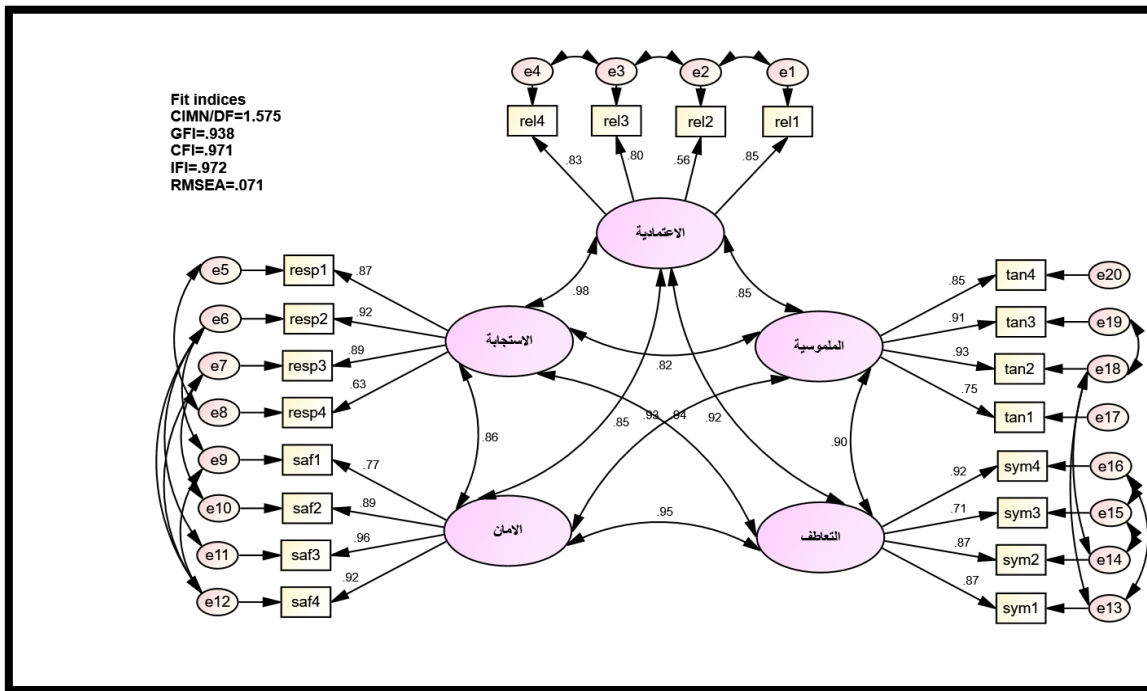 Fit indices
CIMN/DF=1.575
GFI=.938
CFI=.971
IFI=.972
RMSEA=.071
e4 e3 e2 e1
rel4 rel3 rel2 rel1
.83 .80 .56 .85
الاعتمادية
.98 .85
e5 resp1 .87
e6 resp2 .92
e7 resp3 .89
e8 resp4 .63
الاستجابة
.85 tan4 e20
.91 tan3 e19
.93 tan2 e18
.75 tan1 e17
الملموسية
.82
.86 .85 .93 .94 .92 .90
e9 saf1 .77
e10 saf2 .89
e11 saf3 .96
e12 saf4 .92
الامان
.95
التعاطف
.92 sym4 e16
.71 sym3 e15
.87 sym2 e14
.87 sym1 e13